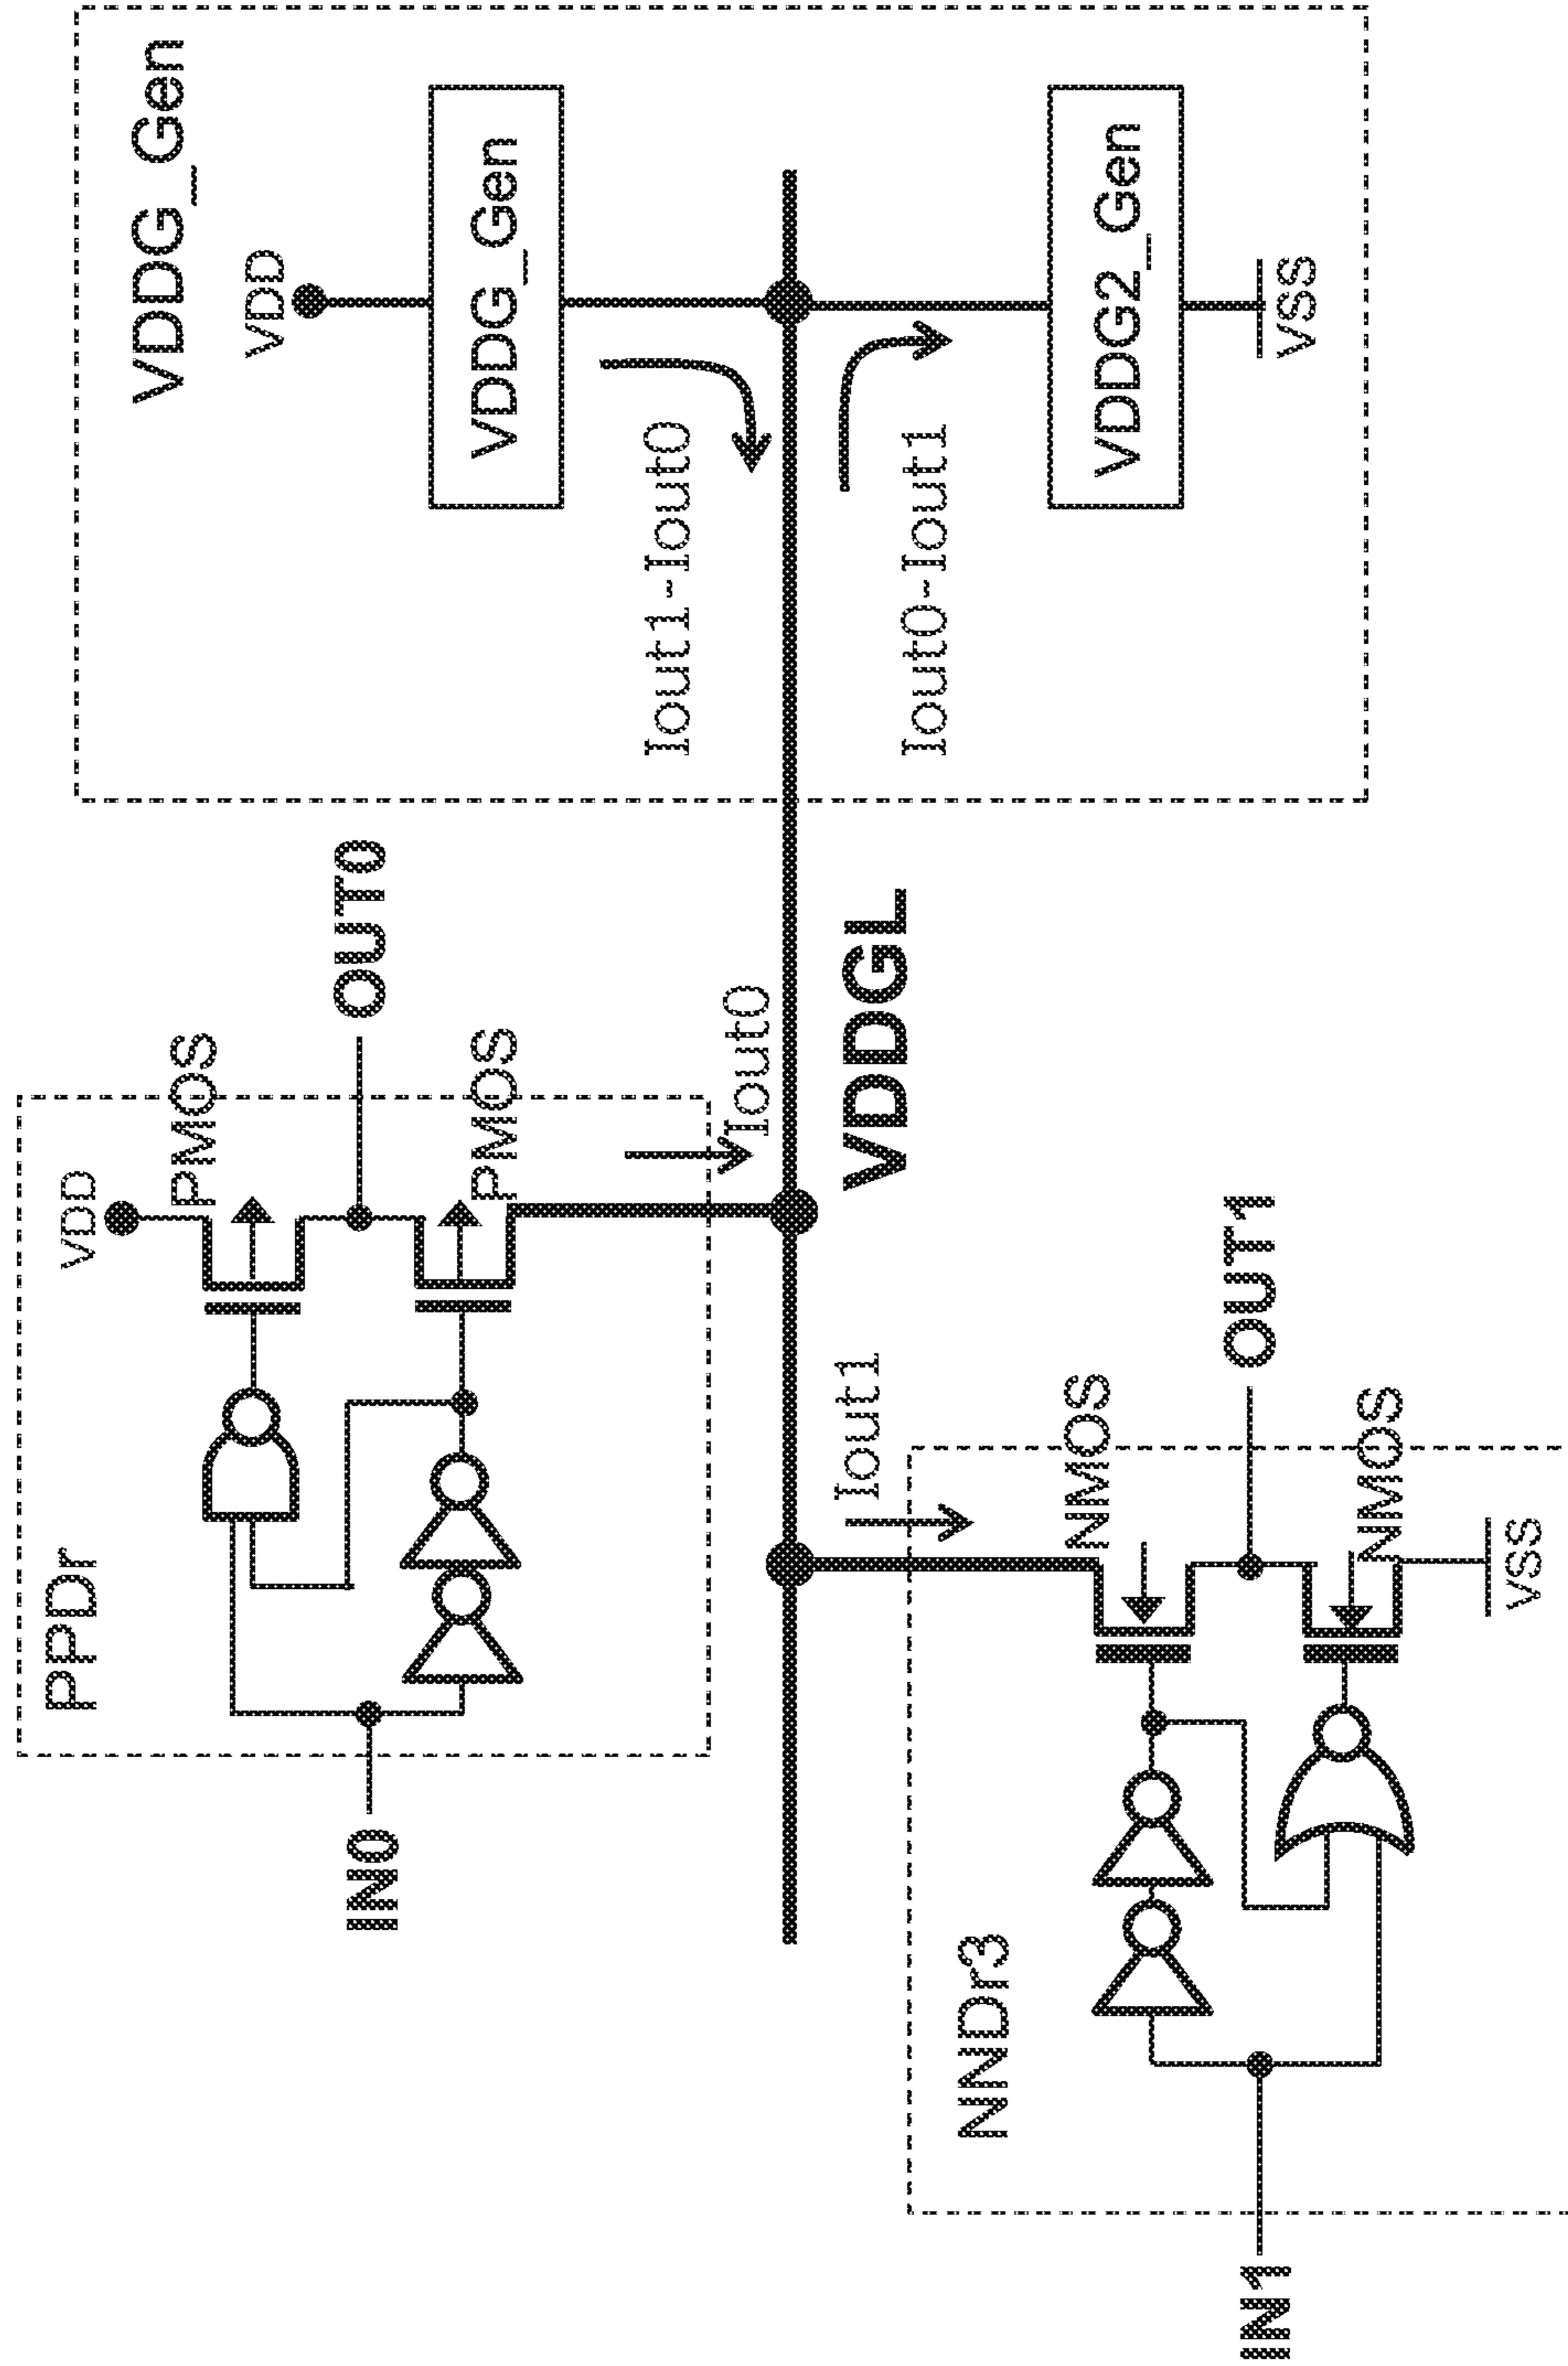 VDDG_Gen
VDD
VDDG_Gen
Iout1-Iout0
Iout0-Iout1
VDDG2_Gen
VSS
PPDr
VDD
PMOS
OUT0
PMOS
IN0
Iout0
VDDGL
Iout1
NNDr3
NMOS
OUT1
NMOS
VSS
IN1